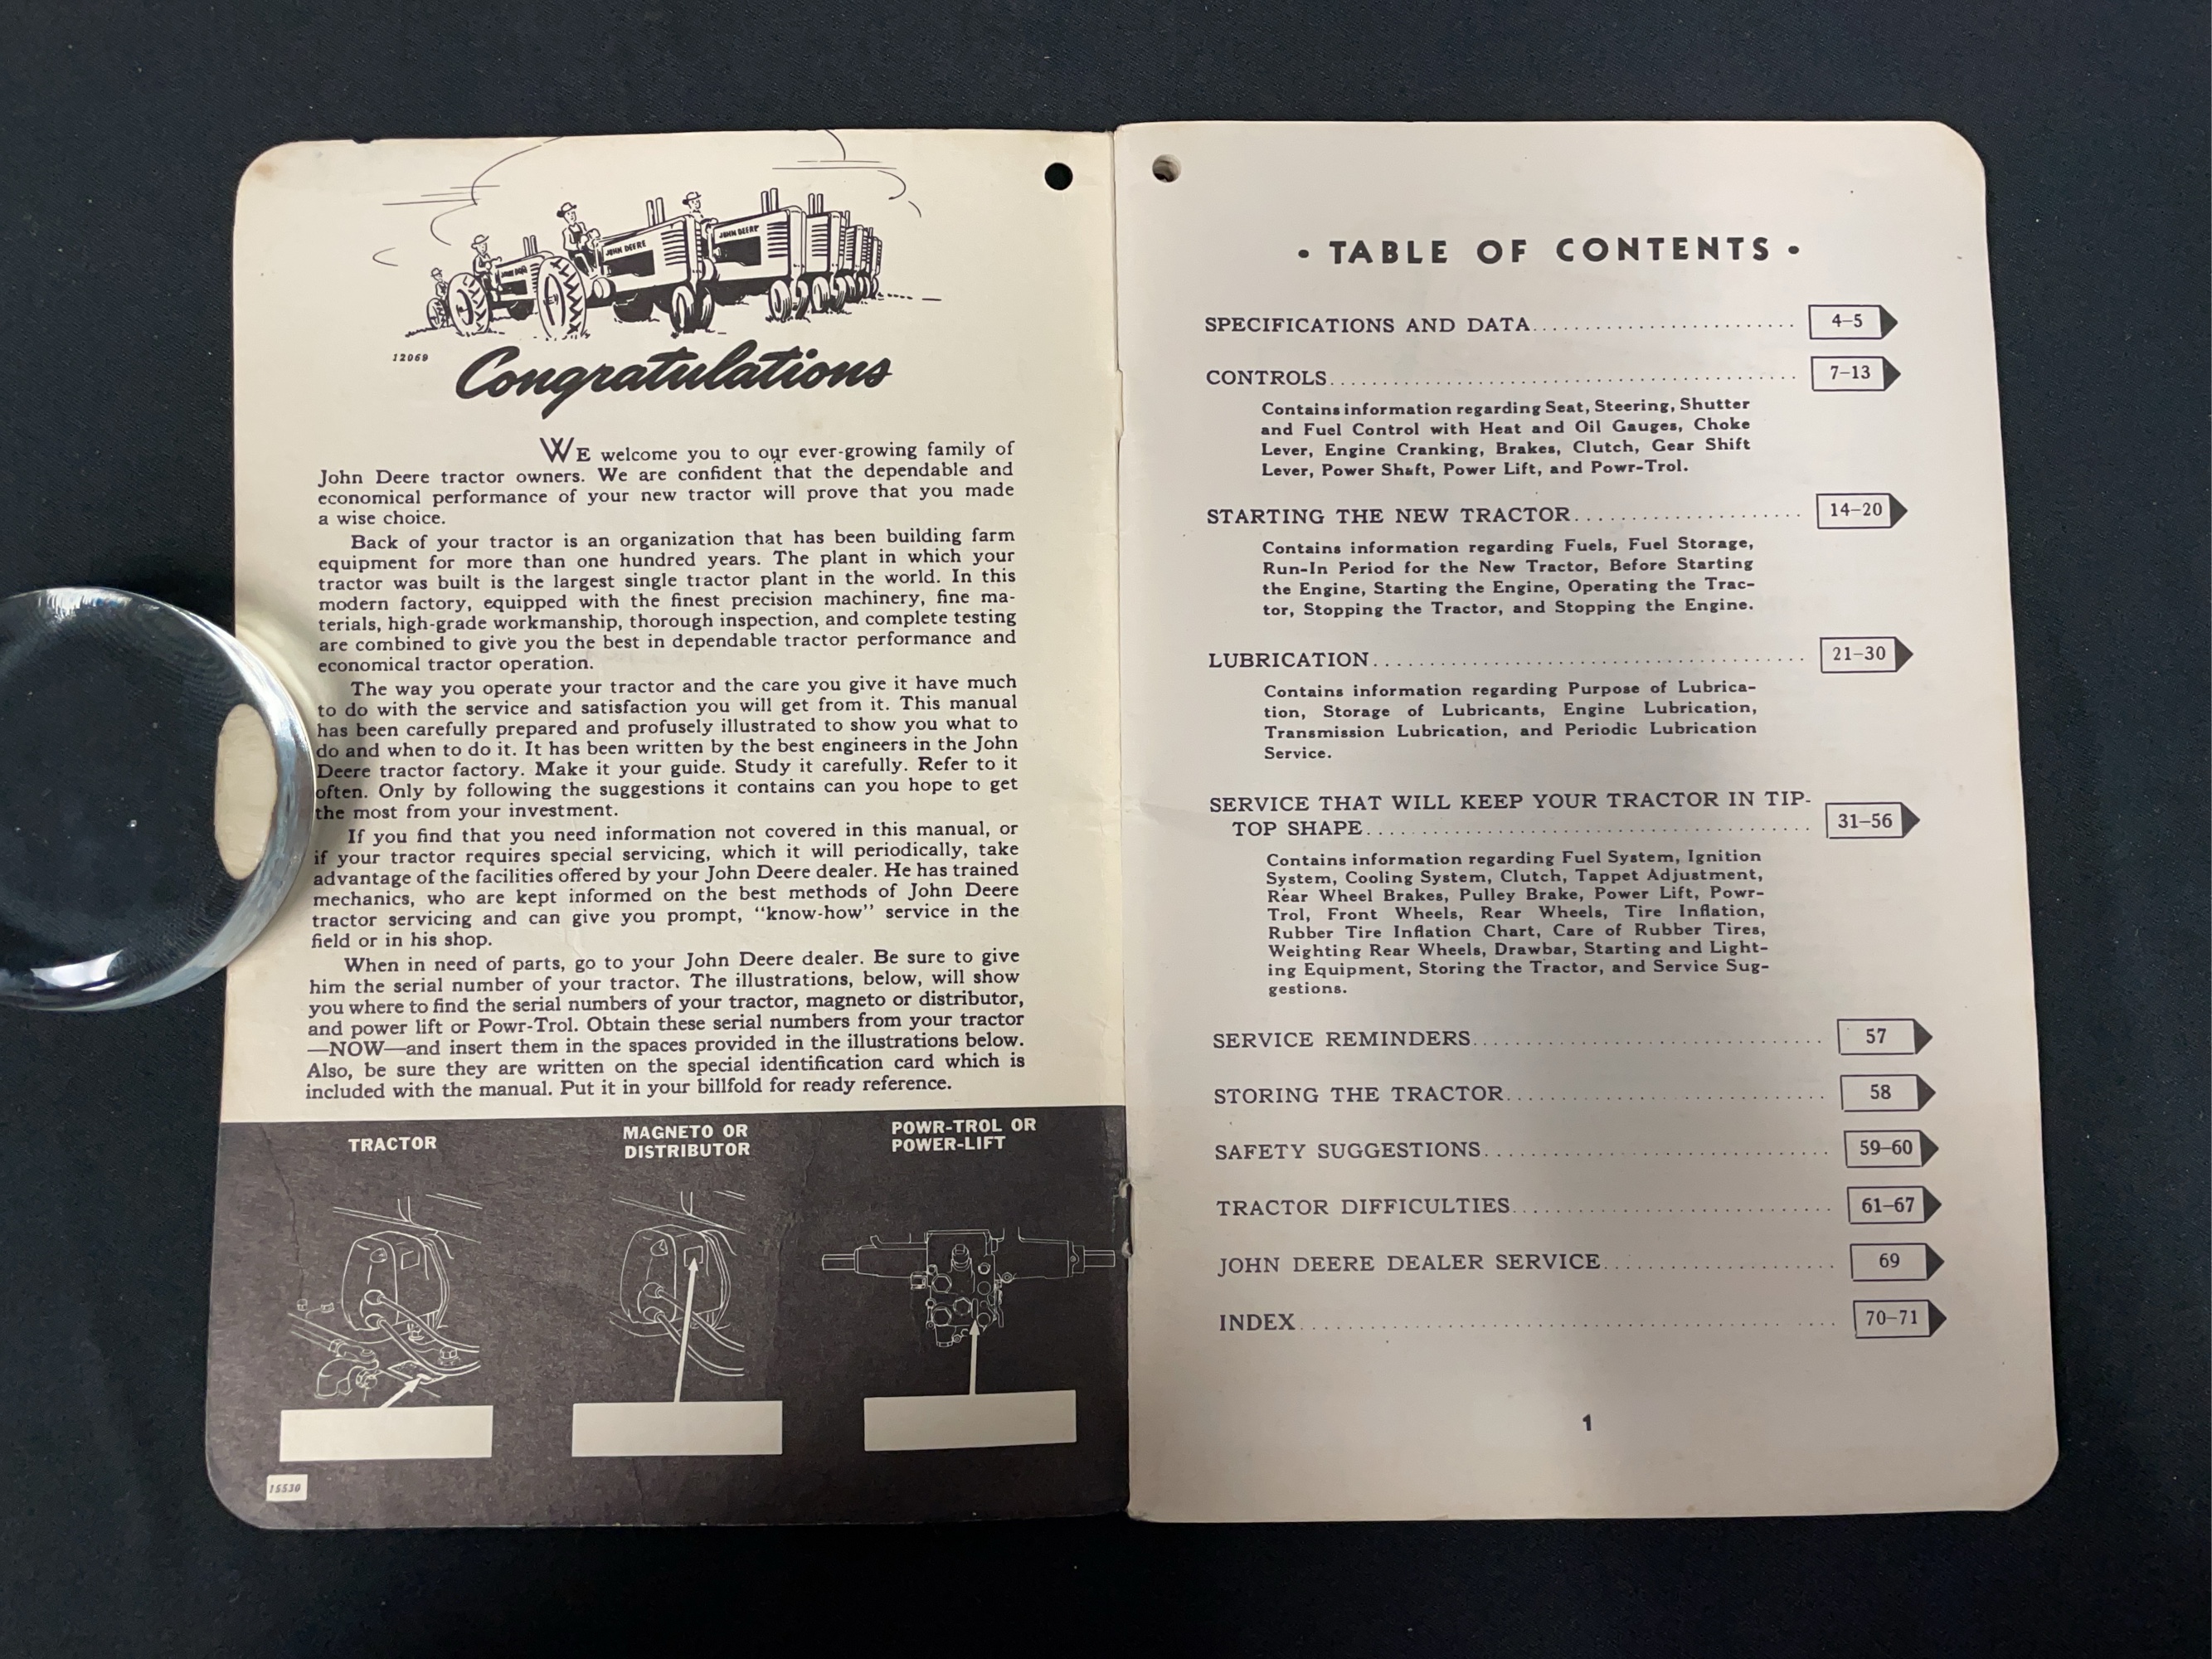 JOHN DEERE
JOHN DEERE
JOHN DEERE
12069
Congratulations
WE welcome you to our ever-growing family of
John Deere tractor owners. We are confident that the dependable and
economical performance of your new tractor will prove that you made
a wise choice.
Back of your tractor is an organization that has been building farm
equipment for more than one hundred years. The plant in which your
tractor was built is the largest single tractor plant in the world. In this
modern factory, equipped with the finest precision machinery, fine ma-
terials, high-grade workmanship, thorough inspection, and complete testing
are combined to give you the best in dependable tractor performance and
economical tractor operation.
The way you operate your tractor and the care you give it have much
to do with the service and satisfaction you will get from it. This manual
has been carefully prepared and profusely illustrated to show you what to
do and when to do it. It has been written by the best engineers in the John
Deere tractor factory. Make it your guide. Study it carefully. Refer to it
often. Only by following the suggestions it contains can you hope to get
the most from your investment.
If you find that you need information not covered in this manual, or
if your tractor requires special servicing, which it will periodically, take
advantage of the facilities offered by your John Deere dealer. He has trained
mechanics, who are kept informed on the best methods of John Deere
tractor servicing and can give you prompt, “know-how” service in the
field or in his shop.
When in need of parts, go to your John Deere dealer. Be sure to give
him the serial number of your tractor. The illustrations, below, will show
you where to find the serial numbers of your tractor, magneto or distributor,
and power lift or Powr-Trol. Obtain these serial numbers from your tractor
—NOW—and insert them in the spaces provided in the illustrations below.
Also, be sure they are written on the special identification card which is
included with the manual. Put it in your billfold for ready reference.
TRACTOR
MAGNETO OR
DISTRIBUTOR
POWR-TROL OR
POWER-LIFT
15530
• TABLE OF CONTENTS •
SPECIFICATIONS AND DATA........................ 4–5
CONTROLS.......................................... 7–13
Contains information regarding Seat, Steering, Shutter
and Fuel Control with Heat and Oil Gauges, Choke
Lever, Engine Cranking, Brakes, Clutch, Gear Shift
Lever, Power Shaft, Power Lift, and Powr-Trol.
STARTING THE NEW TRACTOR.................... 14–20
Contains information regarding Fuels, Fuel Storage,
Run-In Period for the New Tractor, Before Starting
the Engine, Starting the Engine, Operating the Trac-
tor, Stopping the Tractor, and Stopping the Engine.
LUBRICATION....................................... 21–30
Contains information regarding Purpose of Lubrica-
tion, Storage of Lubricants, Engine Lubrication,
Transmission Lubrication, and Periodic Lubrication
Service.
SERVICE THAT WILL KEEP YOUR TRACTOR IN TIP-
TOP SHAPE........................................ 31–56
Contains information regarding Fuel System, Ignition
System, Cooling System, Clutch, Tappet Adjustment,
Rear Wheel Brakes, Pulley Brake, Power Lift, Powr-
Trol, Front Wheels, Rear Wheels, Tire Inflation,
Rubber Tire Inflation Chart, Care of Rubber Tires,
Weighting Rear Wheels, Drawbar, Starting and Light-
ing Equipment, Storing the Tractor, and Service Sug-
gestions.
SERVICE REMINDERS............................... 57
STORING THE TRACTOR............................ 58
SAFETY SUGGESTIONS.............................. 59–60
TRACTOR DIFFICULTIES............................ 61–67
JOHN DEERE DEALER SERVICE..................... 69
INDEX.............................................. 70–71
1